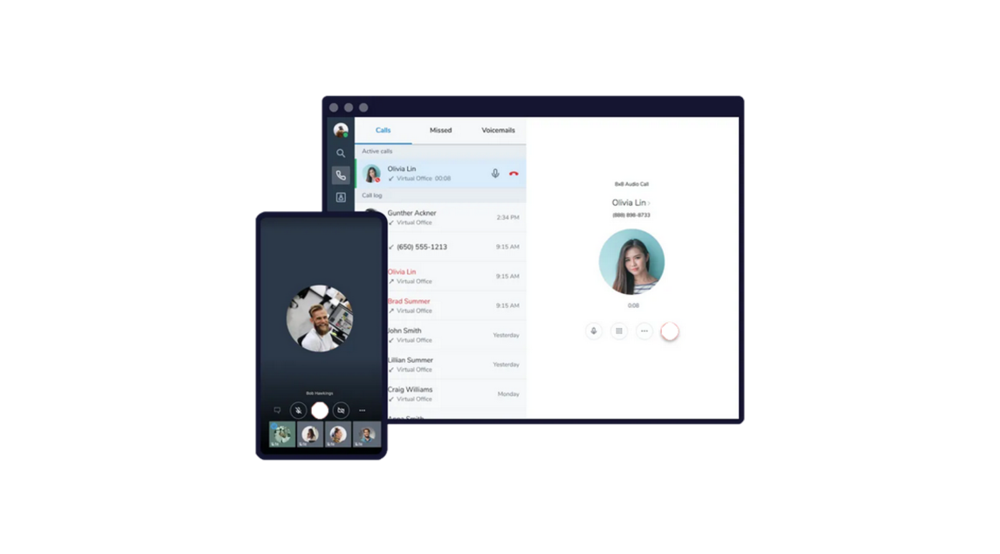 Calls Missed Voicemails
Active calls
Olivia Lin
Virtual Office 00:08
Call log
Gunther Ackner 2:34 PM
Virtual Office
(650) 555-1213 9:15 AM
Olivia Lin
Virtual Office 9:15 AM
Brad Summer
Virtual Office 9:15 AM
John Smith
Virtual Office Yesterday
Lillian Summer
Virtual Office Yesterday
Craig Williams
Virtual Office Monday
Smith
8x8 Audio Call
Olivia Lin
(888) 898-8733
0:08
Bob Hawkings